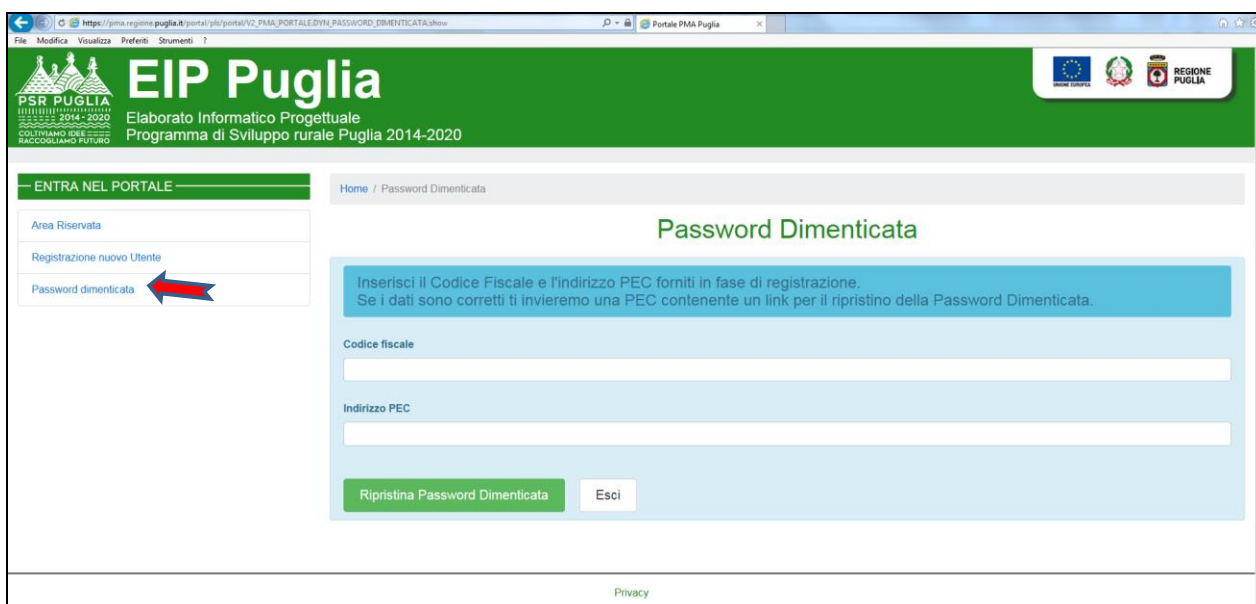 https://pma.regione.puglia.it/portal/pls/portal/V2_PMA_PORTALE.DYN_PASSWORD_DIMENTICATA.show
Portale PMA Puglia
File Modifica Visualizza Preferiti Strumenti ?
PSR PUGLIA
2014 - 2020
COLTIVIAMO IDEE
RACCOGLIAMO FUTURO
EIP Puglia
Elaborato Informatico Progettuale
Programma di Sviluppo rurale Puglia 2014-2020
UNIONE EUROPEA
REGIONE
PUGLIA
ENTRA NEL PORTALE
Area Riservata
Registrazione nuovo Utente
Password dimenticata
Home / Password Dimenticata
Password Dimenticata
Inserisci il Codice Fiscale e l'indirizzo PEC forniti in fase di registrazione.
Se i dati sono corretti ti invieremo una PEC contenente un link per il ripristino della Password Dimenticata.
Codice fiscale
Indirizzo PEC
Ripristina Password Dimenticata
Esci
Privacy